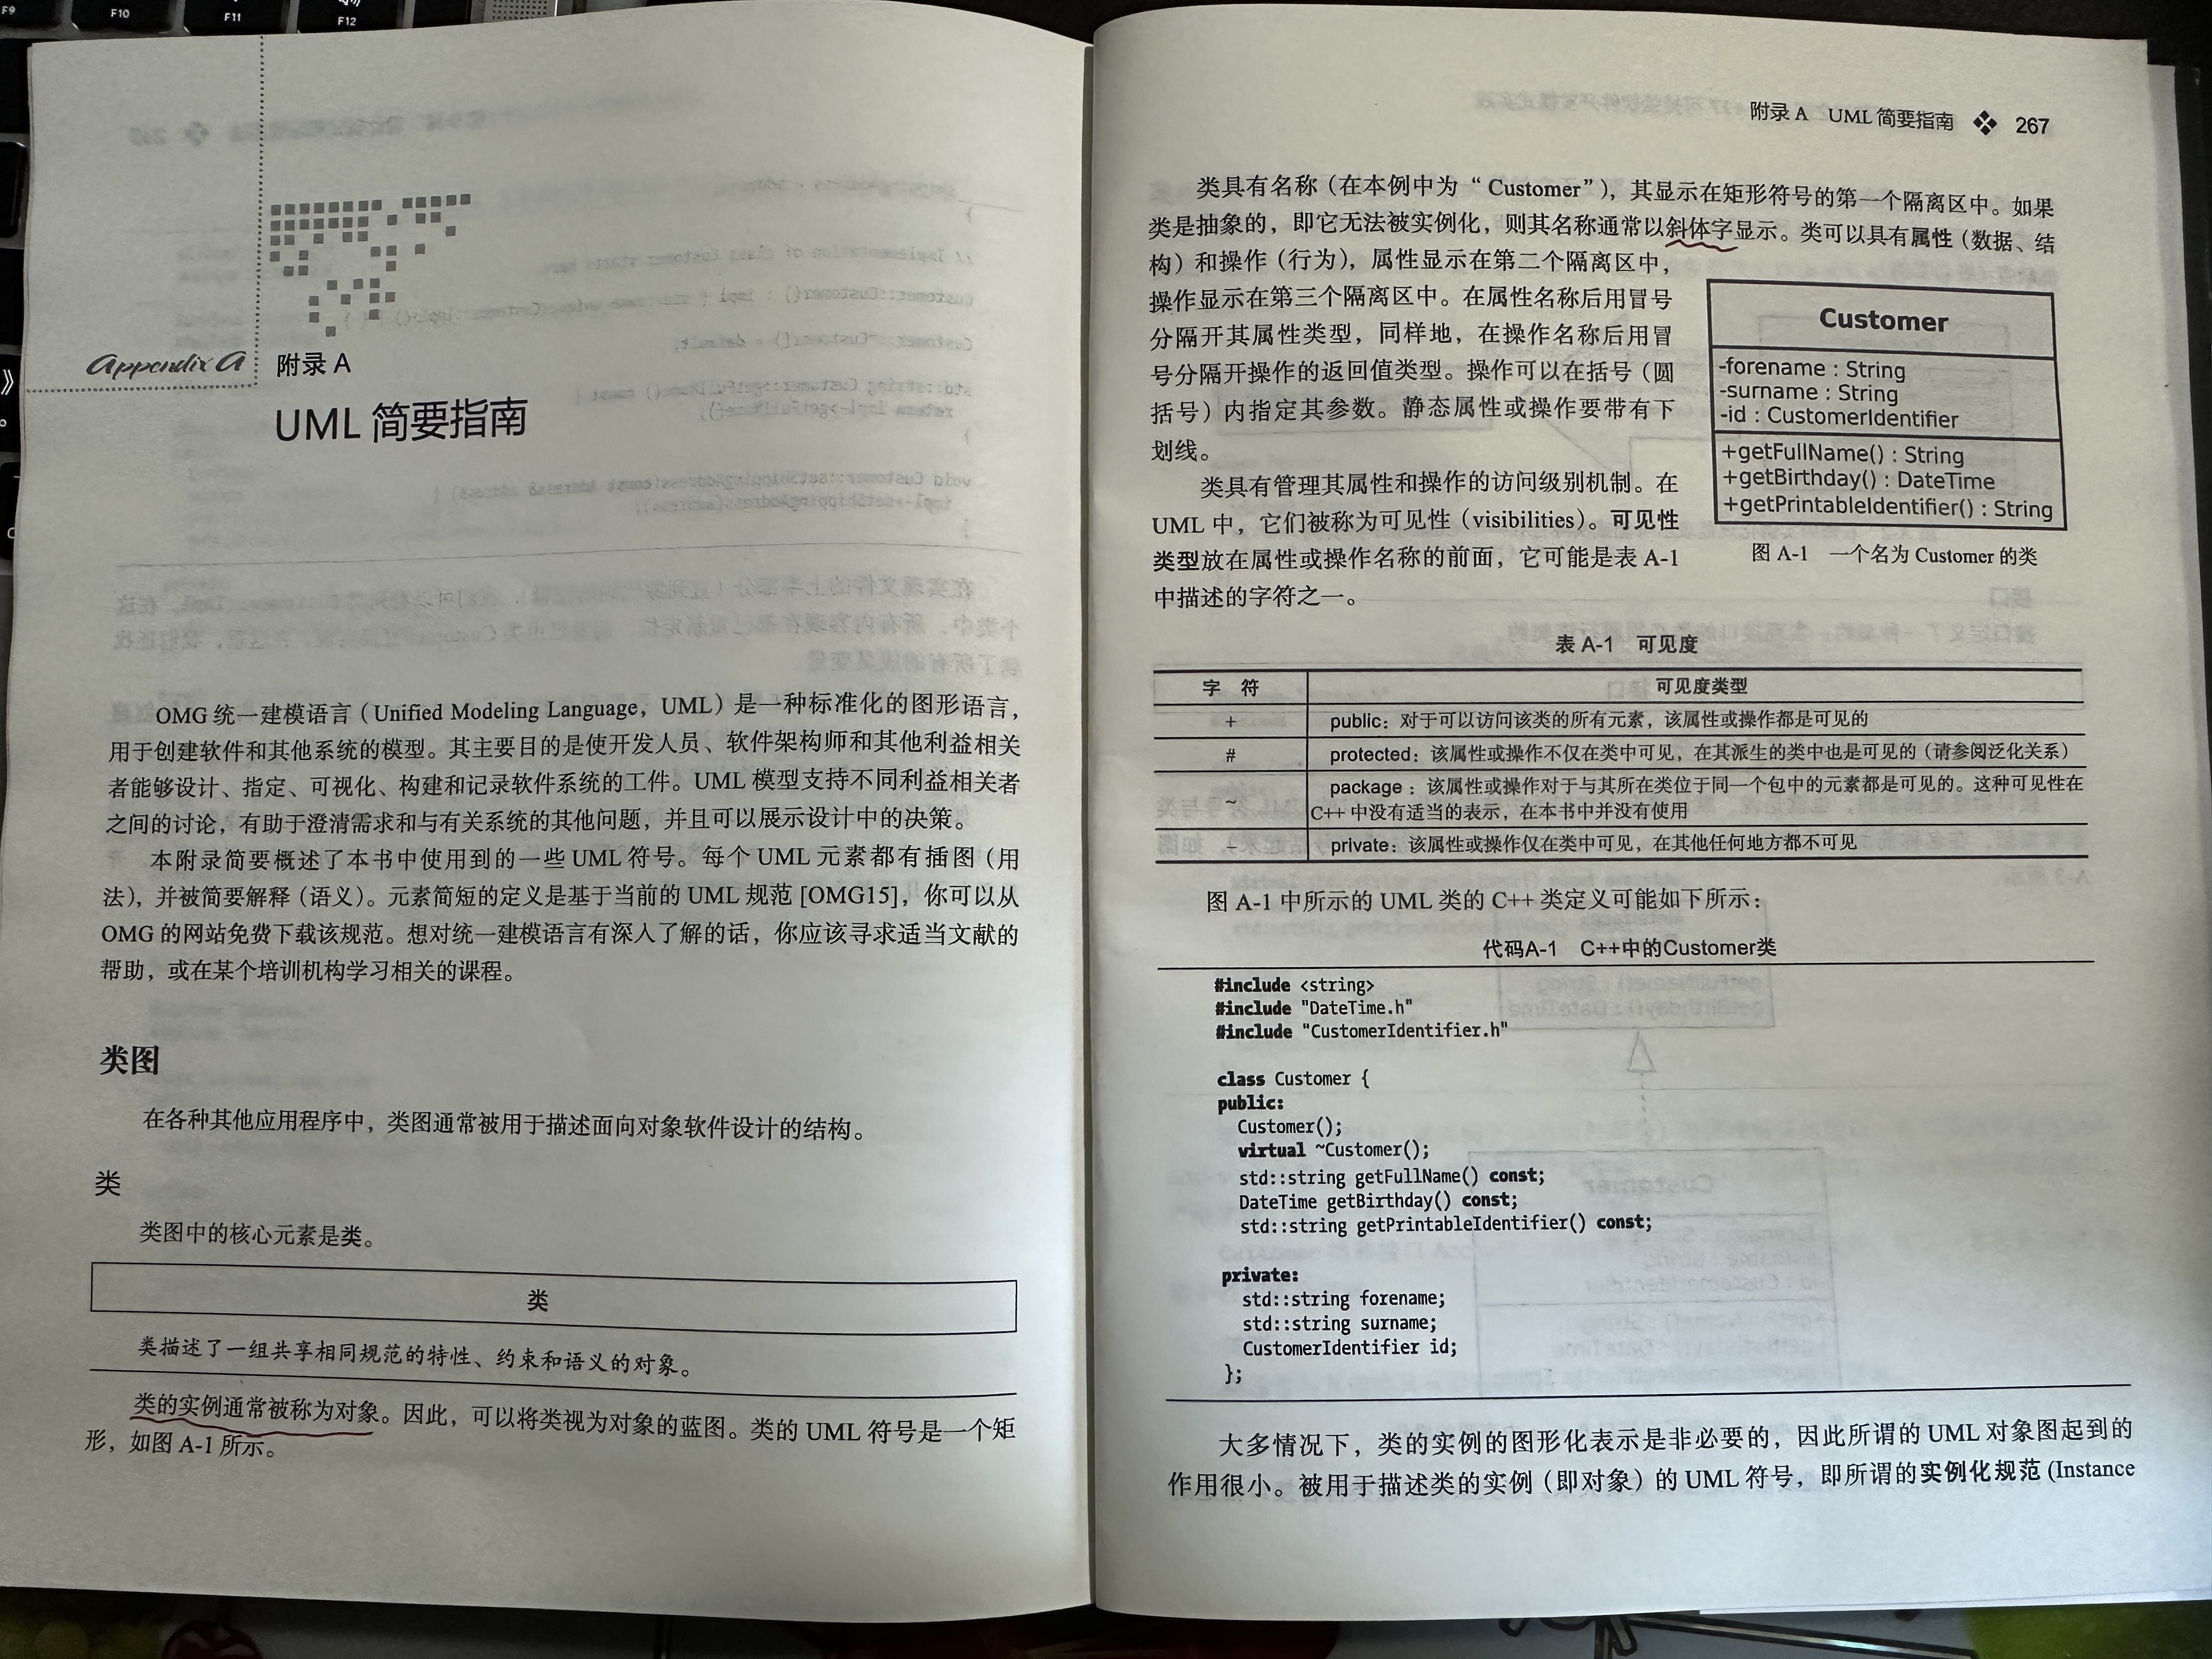 F9
F10
F11
F12
Appendix A
附录 A
UML 简要指南
OMG 统一建模语言（Unified Modeling Language，UML）是一种标准化的图形语言，
用于创建软件和其他系统的模型。其主要目的是使开发人员、软件架构师和其他利益相关
者能够设计、指定、可视化、构建和记录软件系统的工件。UML 模型支持不同利益相关者
之间的讨论，有助于澄清需求和与有关系统的其他问题，并且可以展示设计中的决策。
本附录简要概述了本书中使用到的一些 UML 符号。每个 UML 元素都有插图（用
法），并被简要解释（语义）。元素简短的定义是基于当前的 UML 规范 [OMG15]，你可以从
OMG 的网站免费下载该规范。想对统一建模语言有深入了解的话，你应该寻求适当文献的
帮助，或在某个培训机构学习相关的课程。
类图
在各种其他应用程序中，类图通常被用于描述面向对象软件设计的结构。
类
类图中的核心元素是类。
类
类描述了一组共享相同规范的特性、约束和语义的对象。
类的实例通常被称为对象。因此，可以将类视为对象的蓝图。类的 UML 符号是一个矩
形，如图 A-1 所示。
附录 A UML 简要指南 ❖ 267
类具有名称（在本例中为 “ Customer”），其显示在矩形符号的第一个隔离区中。如果
类是抽象的，即它无法被实例化，则其名称通常以斜体字显示。类可以具有属性（数据、结
构）和操作（行为），属性显示在第二个隔离区中，
操作显示在第三个隔离区中。在属性名称后用冒号
分隔开其属性类型，同样地，在操作名称后用冒
号分隔开操作的返回值类型。操作可以在括号（圆
括号）内指定其参数。静态属性或操作要带有下
划线。
类具有管理其属性和操作的访问级别机制。在
UML 中，它们被称为可见性（visibilities）。可见性
类型放在属性或操作名称的前面，它可能是表 A-1
中描述的字符之一。
Customer
-forename : String
-surname : String
-id : CustomerIdentifier
+getFullName() : String
+getBirthday() : DateTime
+getPrintableIdentifier() : String
图 A-1 一个名为 Customer 的类
表 A-1 可见度
字 符 可见度类型
+ public：对于可以访问该类的所有元素，该属性或操作都是可见的
# protected：该属性或操作不仅在类中可见，在其派生的类中也是可见的（请参阅泛化关系）
~ package：该属性或操作对于与其所在类位于同一个包中的元素都是可见的。这种可见性在
C++ 中没有适当的表示，在本书中并没有使用
− private：该属性或操作仅在类中可见，在其他任何地方都不可见
图 A-1 中所示的 UML 类的 C++ 类定义可能如下所示：
代码A-1 C++中的Customer类
#include <string>
#include "DateTime.h"
#include "CustomerIdentifier.h"
class Customer {
public:
Customer();
virtual ~Customer();
std::string getFullName() const;
DateTime getBirthday() const;
std::string getPrintableIdentifier() const;
private:
std::string forename;
std::string surname;
CustomerIdentifier id;
};
大多情况下，类的实例的图形化表示是非必要的，因此所谓的 UML 对象图起到的
作用很小。被用于描述类的实例（即对象）的 UML 符号，即所谓的实例化规范 (Instance